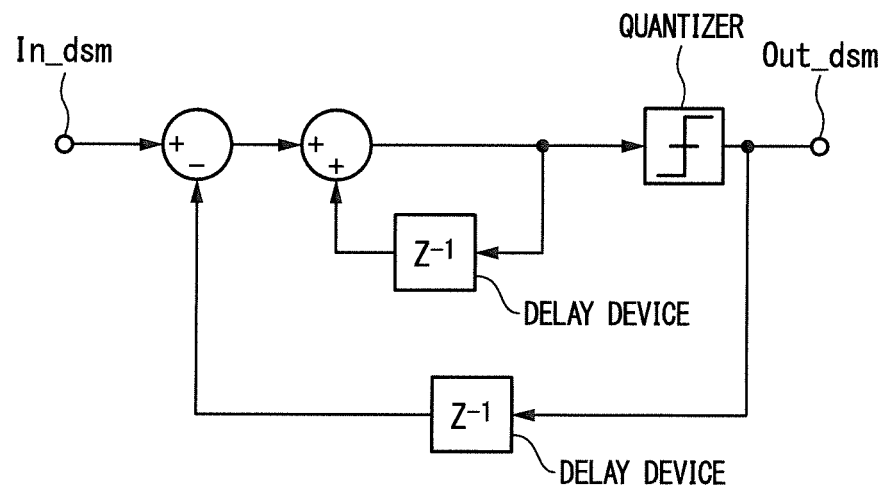 QUANTIZER
In_dsm
Out_dsm
+
−
+
+
Z⁻¹
DELAY DEVICE
Z⁻¹
DELAY DEVICE